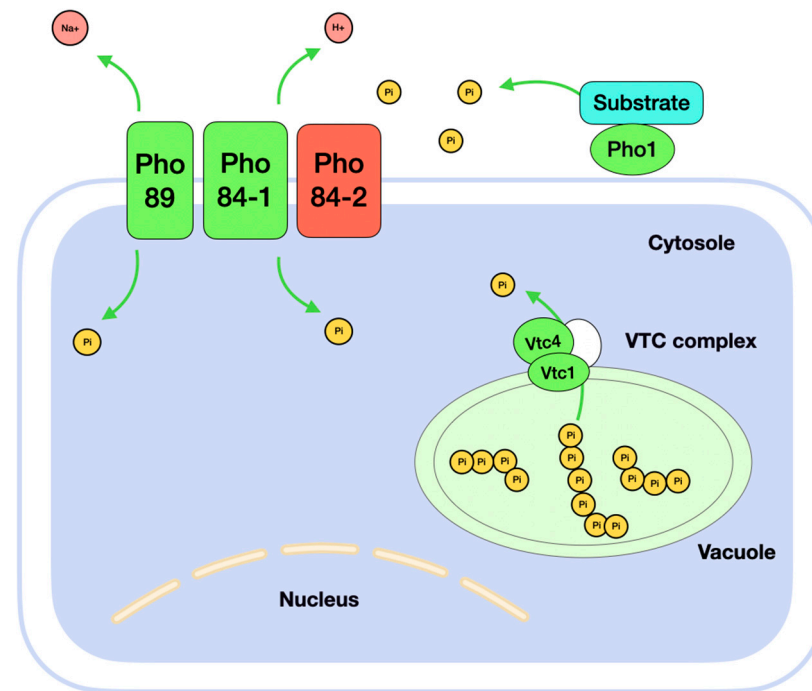 Na+
H+
Pi
Pi
Pi
Substrate
Pho1
Pho
89
Pho
84-1
Pho
84-2
Cytosole
Pi
Pi
Pi
Vtc4
Vtc1
VTC complex
Pi
Pi
Pi
Pi
Pi
Pi
Pi
Pi
Pi
Pi
Pi
Pi
Pi
Pi
Vacuole
Nucleus